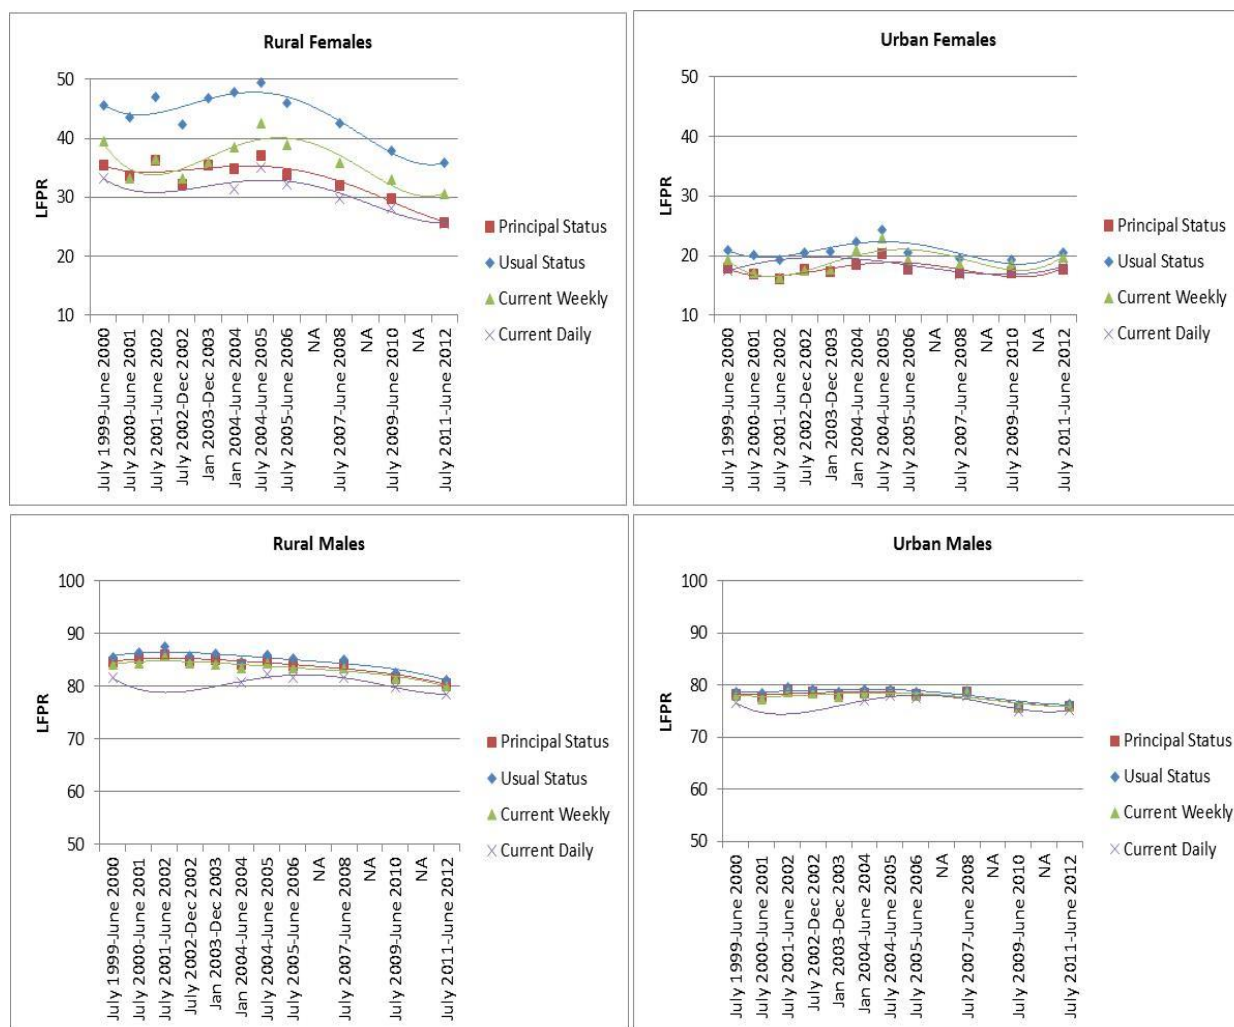 Rural Females
50
40
30
20
10
LFPR
July 1999-June 2000
July 2000-June 2001
July 2001-June 2002
July 2002-Dec 2002
Jan 2003-Dec 2003
Jan 2004-June 2004
July 2004-June 2005
July 2005-June 2006
NA
July 2007-June 2008
NA
July 2009-June 2010
NA
July 2011-June 2012
Principal Status
Usual Status
Current Weekly
Current Daily
Urban Females
50
40
30
20
10
LFPR
July 1999-June 2000
July 2000-June 2001
July 2001-June 2002
July 2002-Dec 2002
Jan 2003-Dec 2003
Jan 2004-June 2004
July 2004-June 2005
July 2005-June 2006
NA
July 2007-June 2008
NA
July 2009-June 2010
NA
July 2011-June 2012
Principal Status
Usual Status
Current Weekly
Current Daily
Rural Males
100
90
80
70
60
50
LFPR
July 1999-June 2000
July 2000-June 2001
July 2001-June 2002
July 2002-Dec 2002
Jan 2003-Dec 2003
Jan 2004-June 2004
July 2004-June 2005
July 2005-June 2006
NA
July 2007-June 2008
NA
July 2009-June 2010
NA
July 2011-June 2012
Principal Status
Usual Status
Current Weekly
Current Daily
Urban Males
100
90
80
70
60
50
LFPR
July 1999-June 2000
July 2000-June 2001
July 2001-June 2002
July 2002-Dec 2002
Jan 2003-Dec 2003
Jan 2004-June 2004
July 2004-June 2005
July 2005-June 2006
NA
July 2007-June 2008
NA
July 2009-June 2010
NA
July 2011-June 2012
Principal Status
Usual Status
Current Weekly
Current Daily